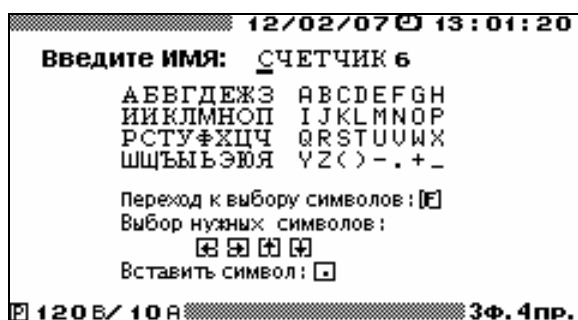 12/02/07 13:01:20
Введите ИМЯ: СЧЕТЧИК 6
АБВГДЕЖЗ ABCDEFGH
ИИКЛМНОП IJKLMNOP
РСТУФХЦЧ QRSTUVWX
ШЩЪЫЬЭЮЯ YZ()-.+_
Переход к выбору символов: [F]
Выбор нужных символов:
[←] [→] [↑] [↓]
Вставить символ: [.]
P 120В/10А 3Ф.4пр.